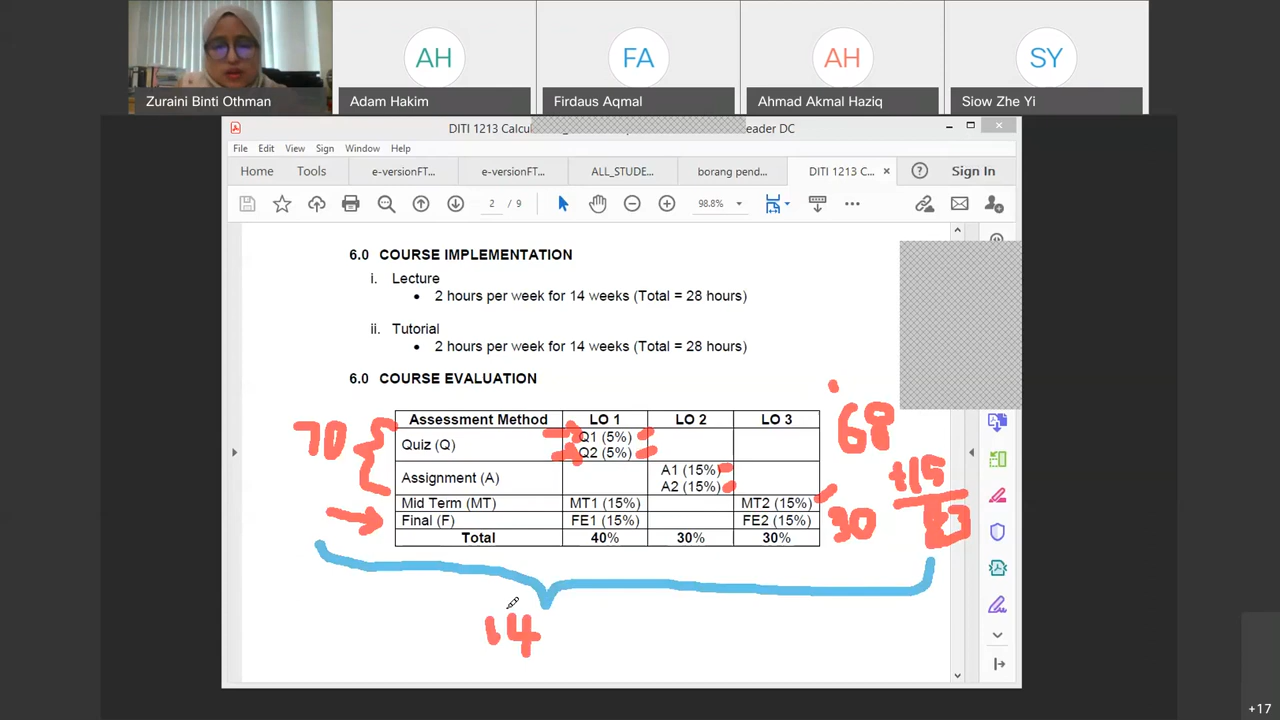 AH
FA
AH
SY
Zuraini Binti Othman
Adam Hakim
Firdaus Aqmal
Ahmad Akmal Haziq
Siow Zhe Yi
DITI 1213 Calcu
eader DC
File Edit View Sign Window Help
Home Tools e-versionFT... e-versionFT... ALL_STUDE... borang pend... DITI 1213 C... Sign In
2 / 9 98.8%
6.0 COURSE IMPLEMENTATION
i. Lecture
• 2 hours per week for 14 weeks (Total = 28 hours)
ii. Tutorial
• 2 hours per week for 14 weeks (Total = 28 hours)
6.0 COURSE EVALUATION
Assessment Method LO 1 LO 2 LO 3
Quiz (Q) Q1 (5%)
Q2 (5%)
Assignment (A) A1 (15%)
A2 (15%)
Mid Term (MT) MT1 (15%) MT2 (15%)
Final (F) FE1 (15%) FE2 (15%)
Total 40% 30% 30%
70
68
+15
30
14
+17